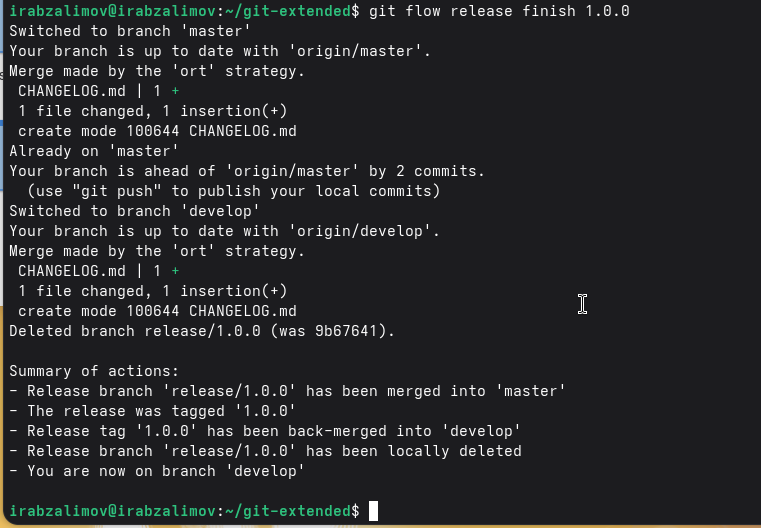 irabzalimov@irabzalimov:~/git-extended$ git flow release finish 1.0.0
Switched to branch 'master'
Your branch is up to date with 'origin/master'.
Merge made by the 'ort' strategy.
 CHANGELOG.md | 1 +
 1 file changed, 1 insertion(+)
 create mode 100644 CHANGELOG.md
Already on 'master'
Your branch is ahead of 'origin/master' by 2 commits.
  (use "git push" to publish your local commits)
Switched to branch 'develop'
Your branch is up to date with 'origin/develop'.
Merge made by the 'ort' strategy.
 CHANGELOG.md | 1 +
 1 file changed, 1 insertion(+)
 create mode 100644 CHANGELOG.md
Deleted branch release/1.0.0 (was 9b67641).

Summary of actions:
- Release branch 'release/1.0.0' has been merged into 'master'
- The release was tagged '1.0.0'
- Release tag '1.0.0' has been back-merged into 'develop'
- Release branch 'release/1.0.0' has been locally deleted
- You are now on branch 'develop'

irabzalimov@irabzalimov:~/git-extended$